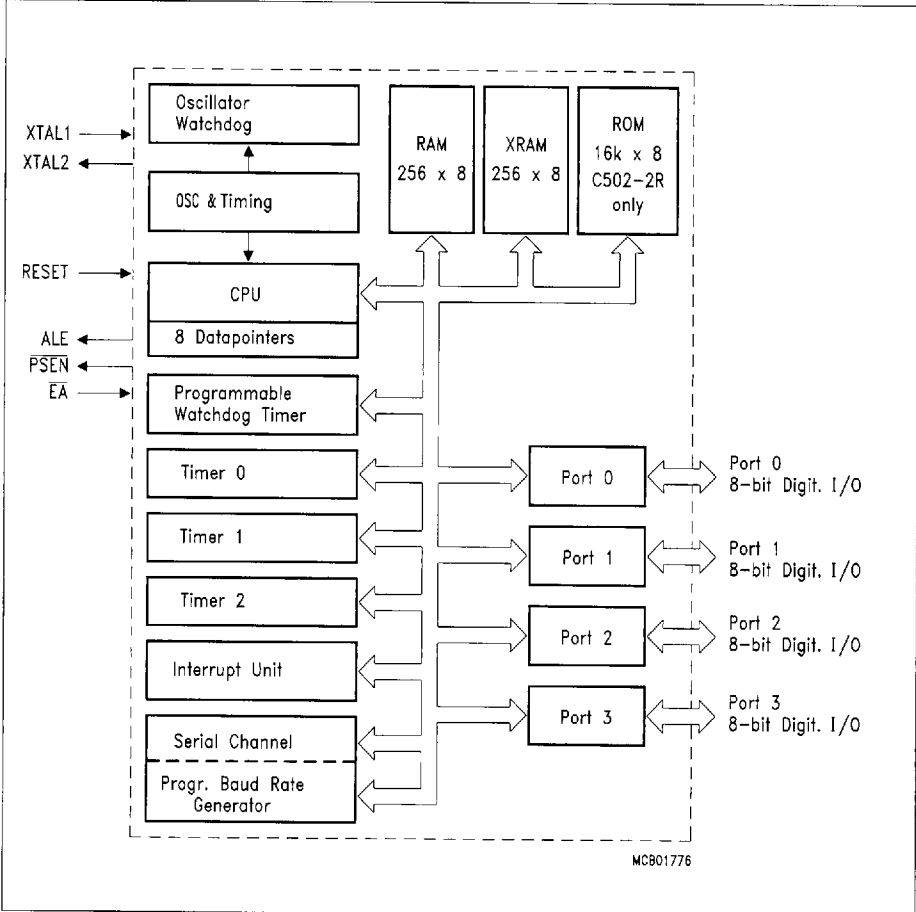 XTAL1
XTAL2
RESET
ALE
PSEN
EA
Oscillator
Watchdog
OSC & Timing
CPU
8 Datapointers
Programmable
Watchdog Timer
Timer 0
Timer 1
Timer 2
Interrupt Unit
Serial Channel
Progr. Baud Rate
Generator
RAM
256 x 8
XRAM
256 x 8
ROM
16k x 8
C502-2R
only
Port 0
Port 1
Port 2
Port 3
Port 0
8-bit Digit. I/O
Port 1
8-bit Digit. I/O
Port 2
8-bit Digit. I/O
Port 3
8-bit Digit. I/O
MCB01776